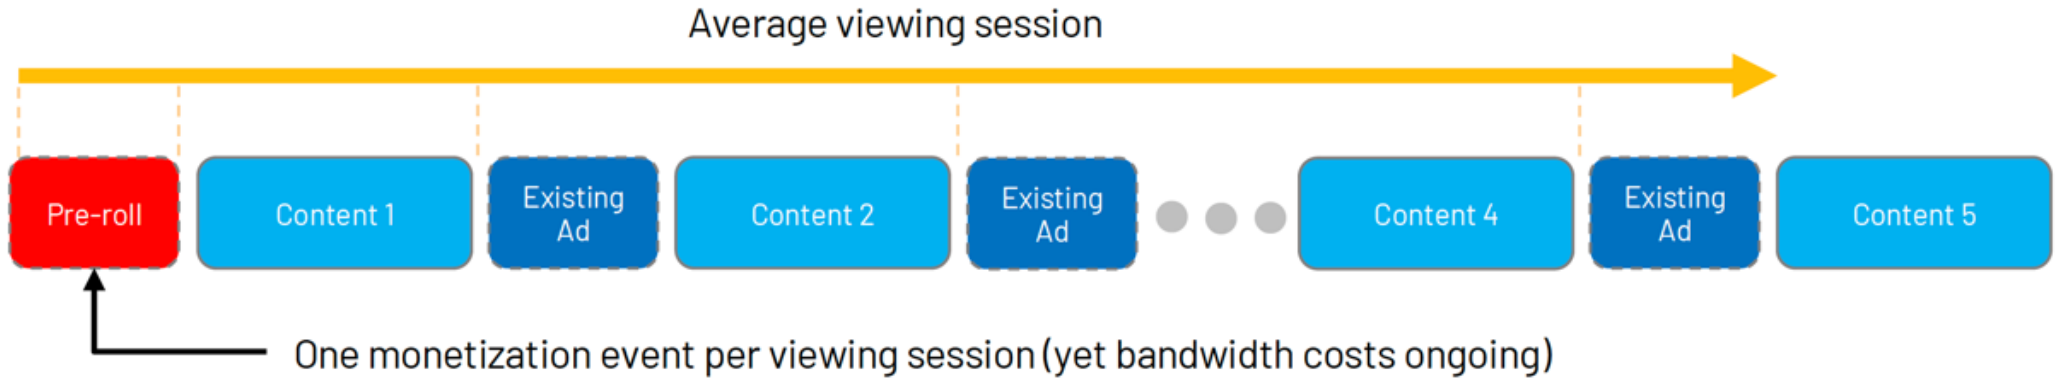 Average viewing session
Pre-roll
Content 1
Existing
Ad
Content 2
Existing
Ad
Content 4
Existing
Ad
Content 5
One monetization event per viewing session (yet bandwidth costs ongoing)